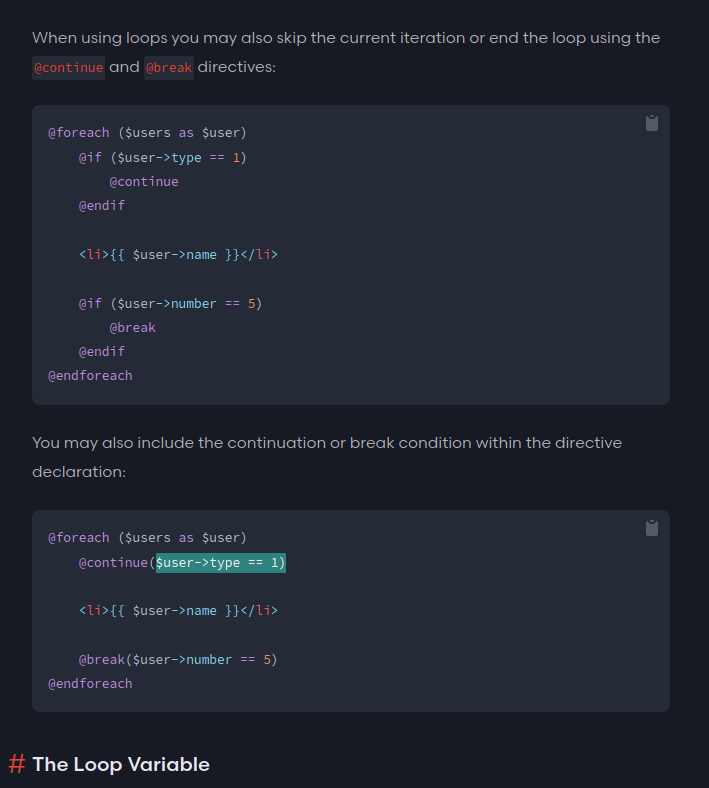 When using loops you may also skip the current iteration or end the loop using the
@continue and @break directives:
@foreach ($users as $user)
    @if ($user->type == 1)
        @continue
    @endif
    <li>{{ $user->name }}</li>
    @if ($user->number == 5)
        @break
    @endif
@endforeach
You may also include the continuation or break condition within the directive
declaration:
@foreach ($users as $user)
    @continue($user->type == 1)
    <li>{{ $user->name }}</li>
    @break($user->number == 5)
@endforeach
# The Loop Variable